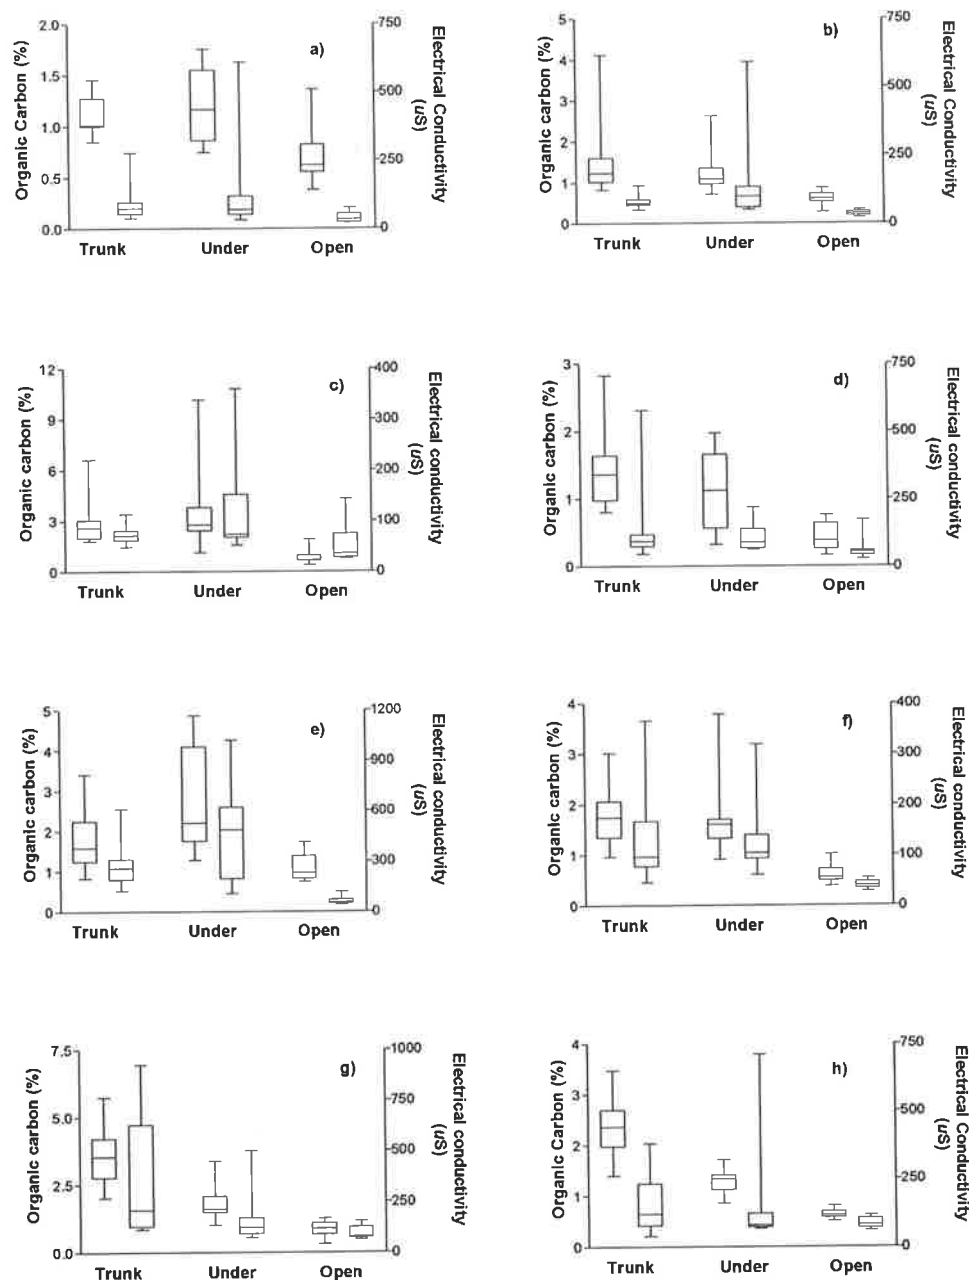 a)
Organic Carbon (%)
2.0
1.5
1.0
0.5
0.0
Trunk Under Open
750
500
250
0
Electrical Conductivity
(uS)
b)
Organic carbon (%)
5
4
3
2
1
0
Trunk Under Open
750
500
250
0
Electrical Conductivity
(uS)
c)
Organic carbon (%)
12
9
6
3
0
Trunk Under Open
400
300
200
100
0
Electrical conductivity
(uS)
d)
Organic carbon (%)
3
2
1
0
Trunk Under Open
750
500
250
0
Electrical conductivity
(uS)
e)
Organic carbon (%)
5
4
3
2
1
0
Trunk Under Open
1200
900
600
300
0
Electrical conductivity
(uS)
f)
Organic carbon (%)
4
3
2
1
0
Trunk Under Open
400
300
200
100
0
Electrical conductivity
(uS)
g)
Organic carbon (%)
7.5
5.0
2.5
0.0
Trunk Under Open
1000
750
500
250
0
Electrical conductivity
(uS)
h)
Organic Carbon (%)
4
3
2
1
0
Trunk Under Open
750
500
250
0
Electrical conductivity
(uS)